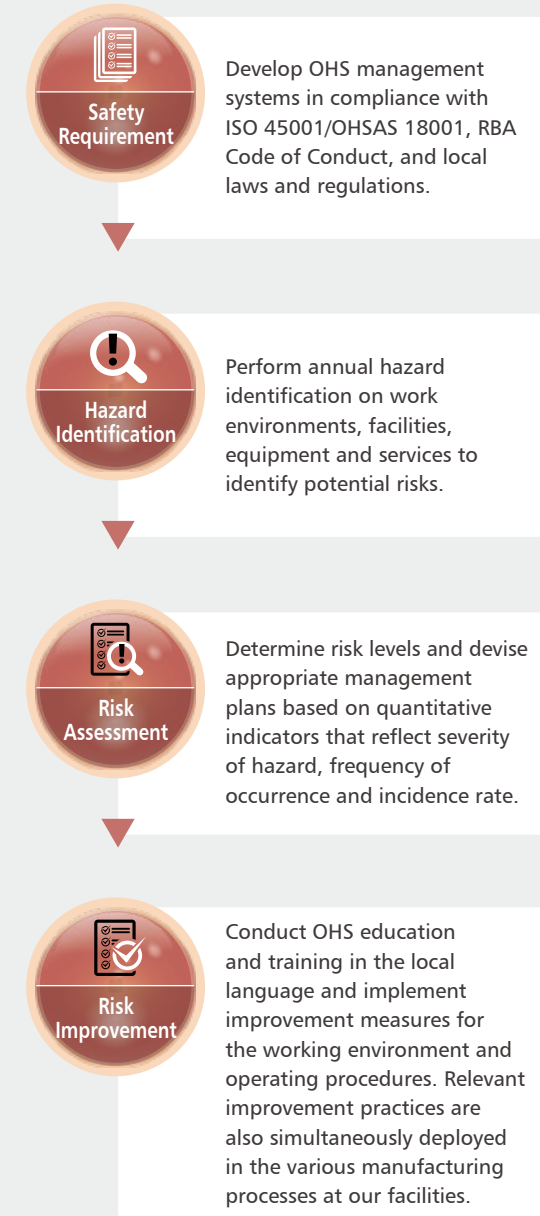 Safety
Requirement
Develop OHS management
systems in compliance with
ISO 45001/OHSAS 18001, RBA
Code of Conduct, and local
laws and regulations.
Hazard
Identification
Perform annual hazard
identification on work
environments, facilities,
equipment and services to
identify potential risks.
Risk
Assessment
Determine risk levels and devise
appropriate management
plans based on quantitative
indicators that reflect severity
of hazard, frequency of
occurrence and incidence rate.
Risk
Improvement
Conduct OHS education
and training in the local
language and implement
improvement measures for
the working environment and
operating procedures. Relevant
improvement practices are
also simultaneously deployed
in the various manufacturing
processes at our facilities.